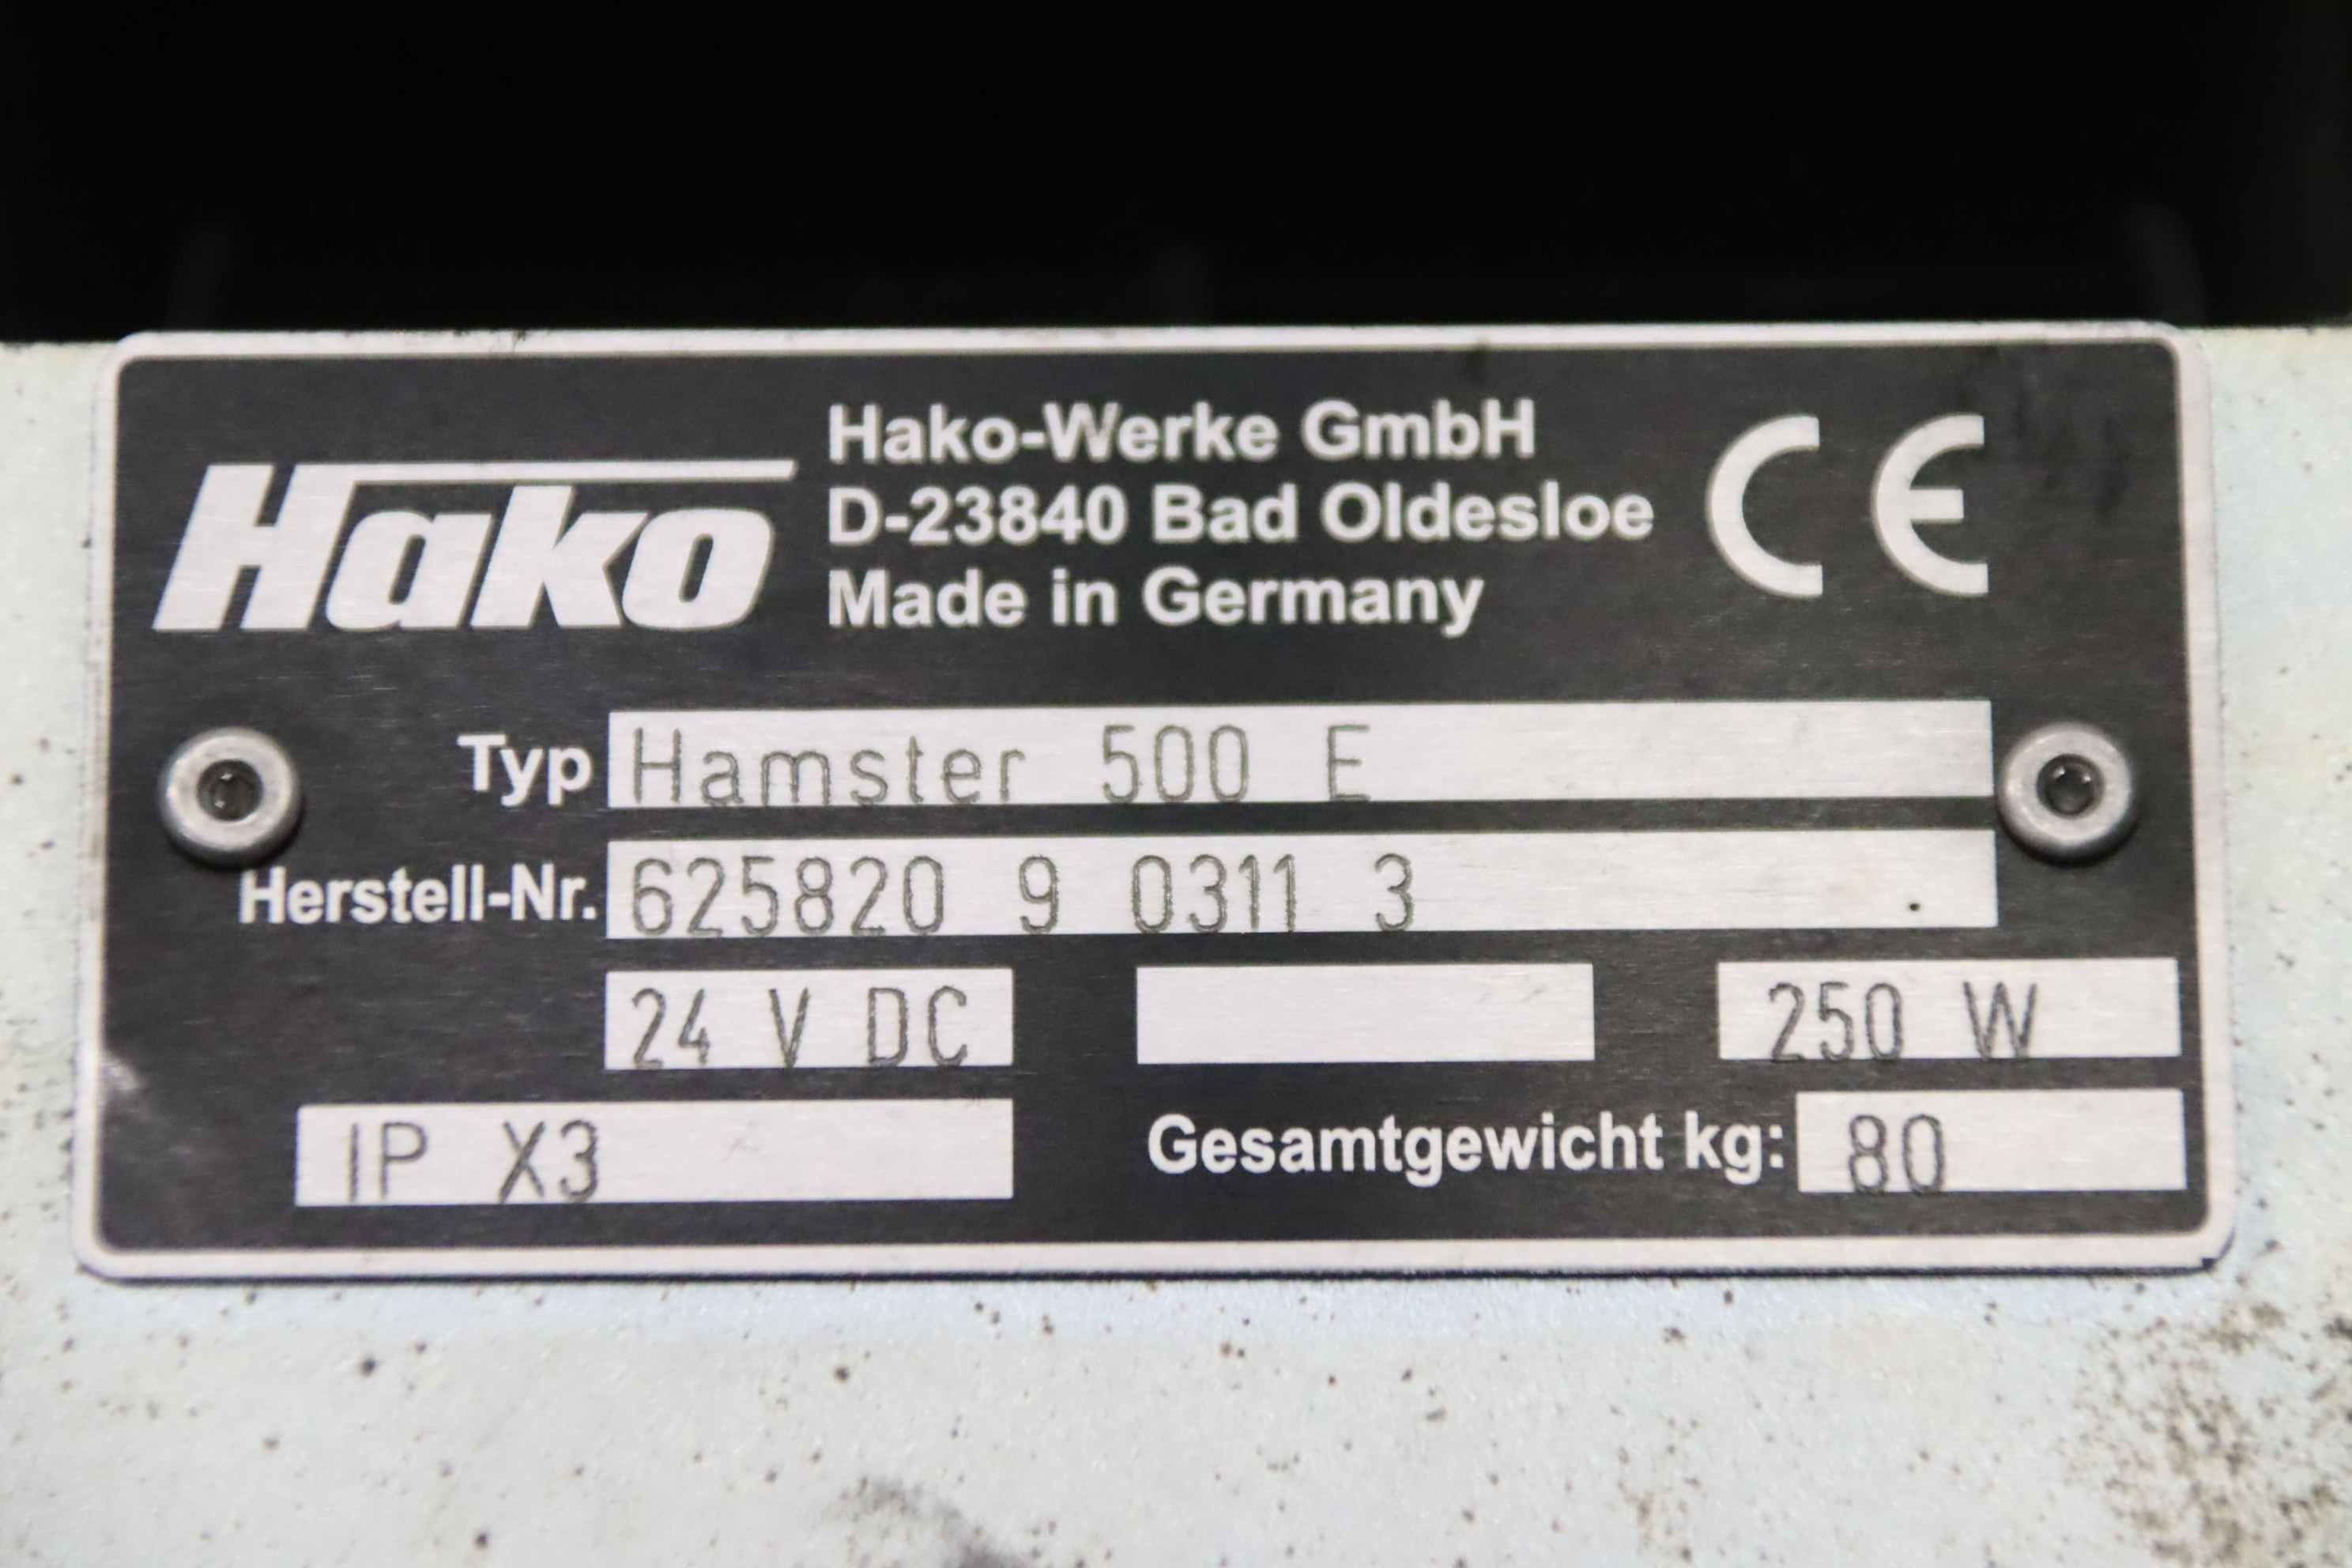 Hako
Hako-Werke GmbH
D-23840 Bad Oldesloe
Made in Germany
CE
Typ Hamster 500 E
Herstell-Nr. 625820 9 0311 3
24 V DC 250 W
IP X3 Gesamtgewicht kg: 80